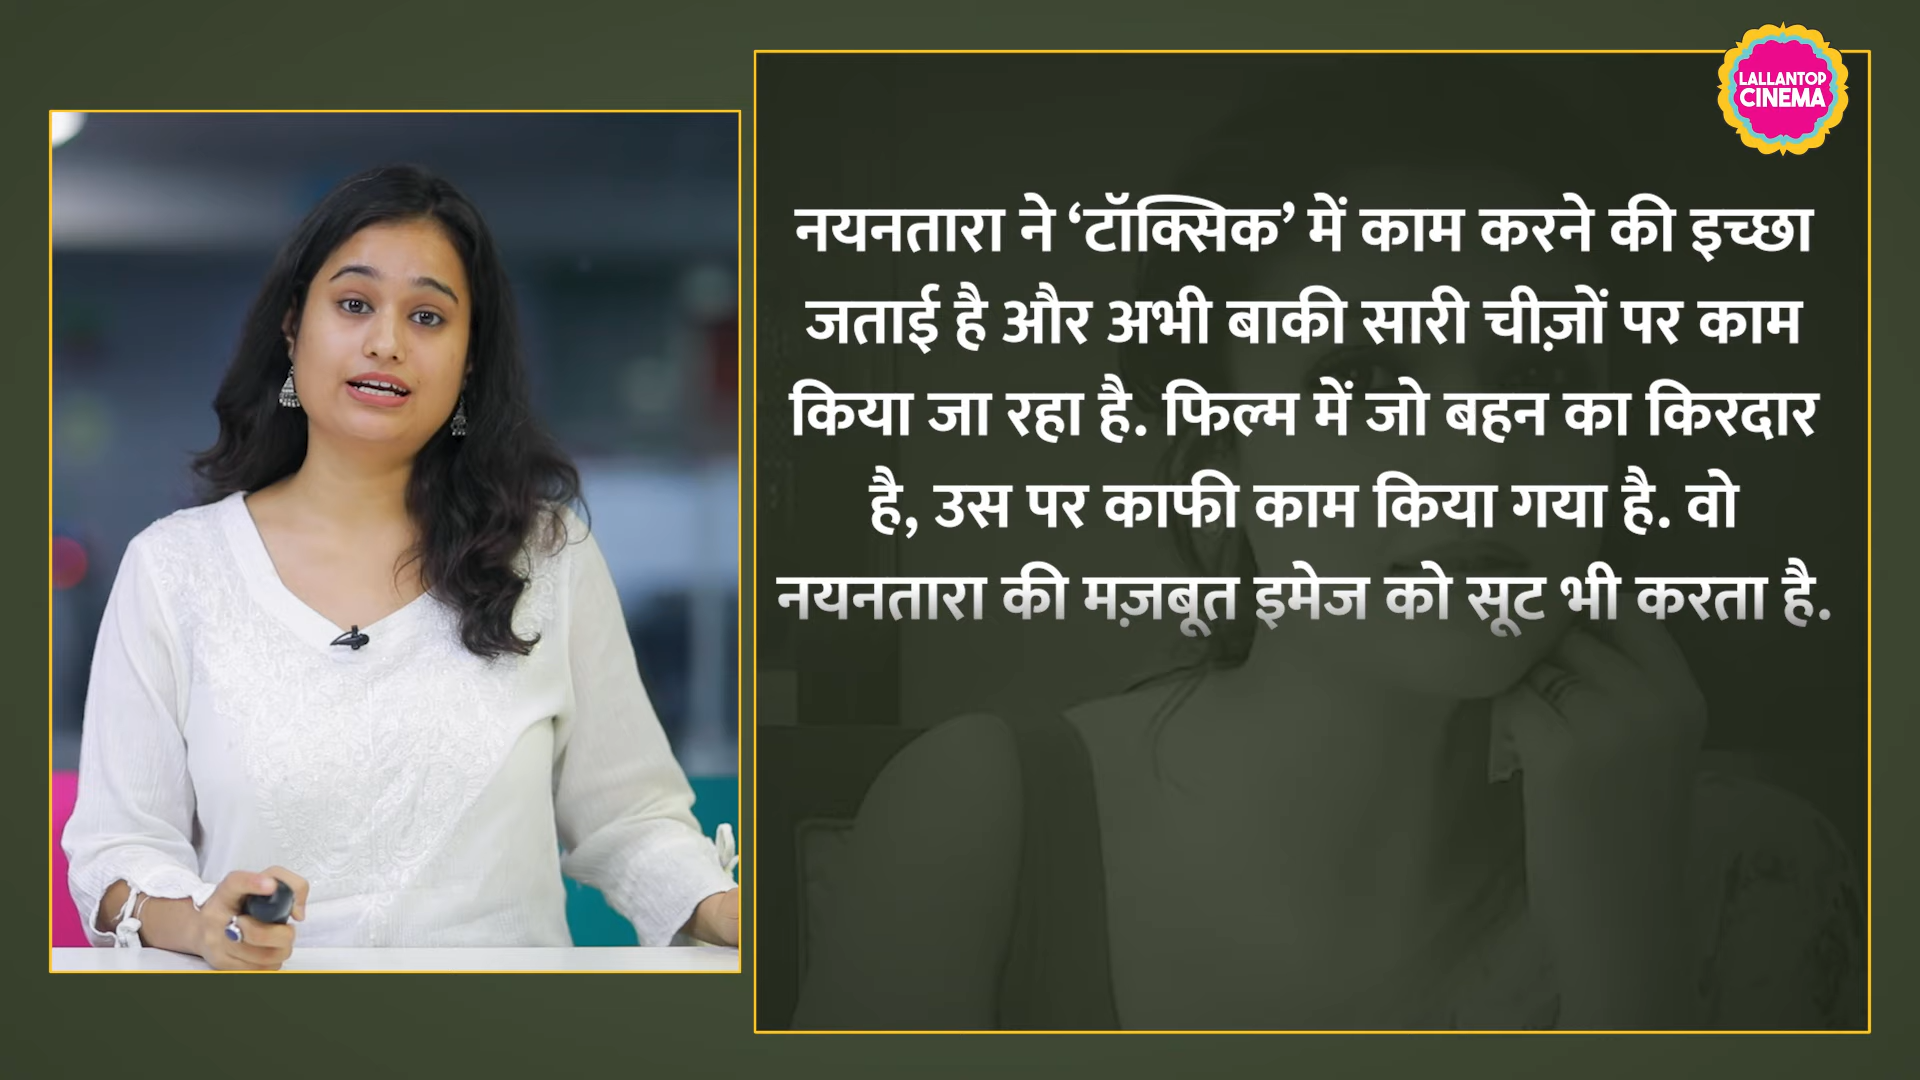 LALLANTOP
CINEMA
नयनतारा ने ‘टॉक्सिक’ में काम करने की इच्छा
जताई है और अभी बाकी सारी चीज़ों पर काम
किया जा रहा है. फिल्म में जो बहन का किरदार
है, उस पर काफी काम किया गया है. वो
नयनतारा की मज़बूत इमेज को सूट भी करता है.